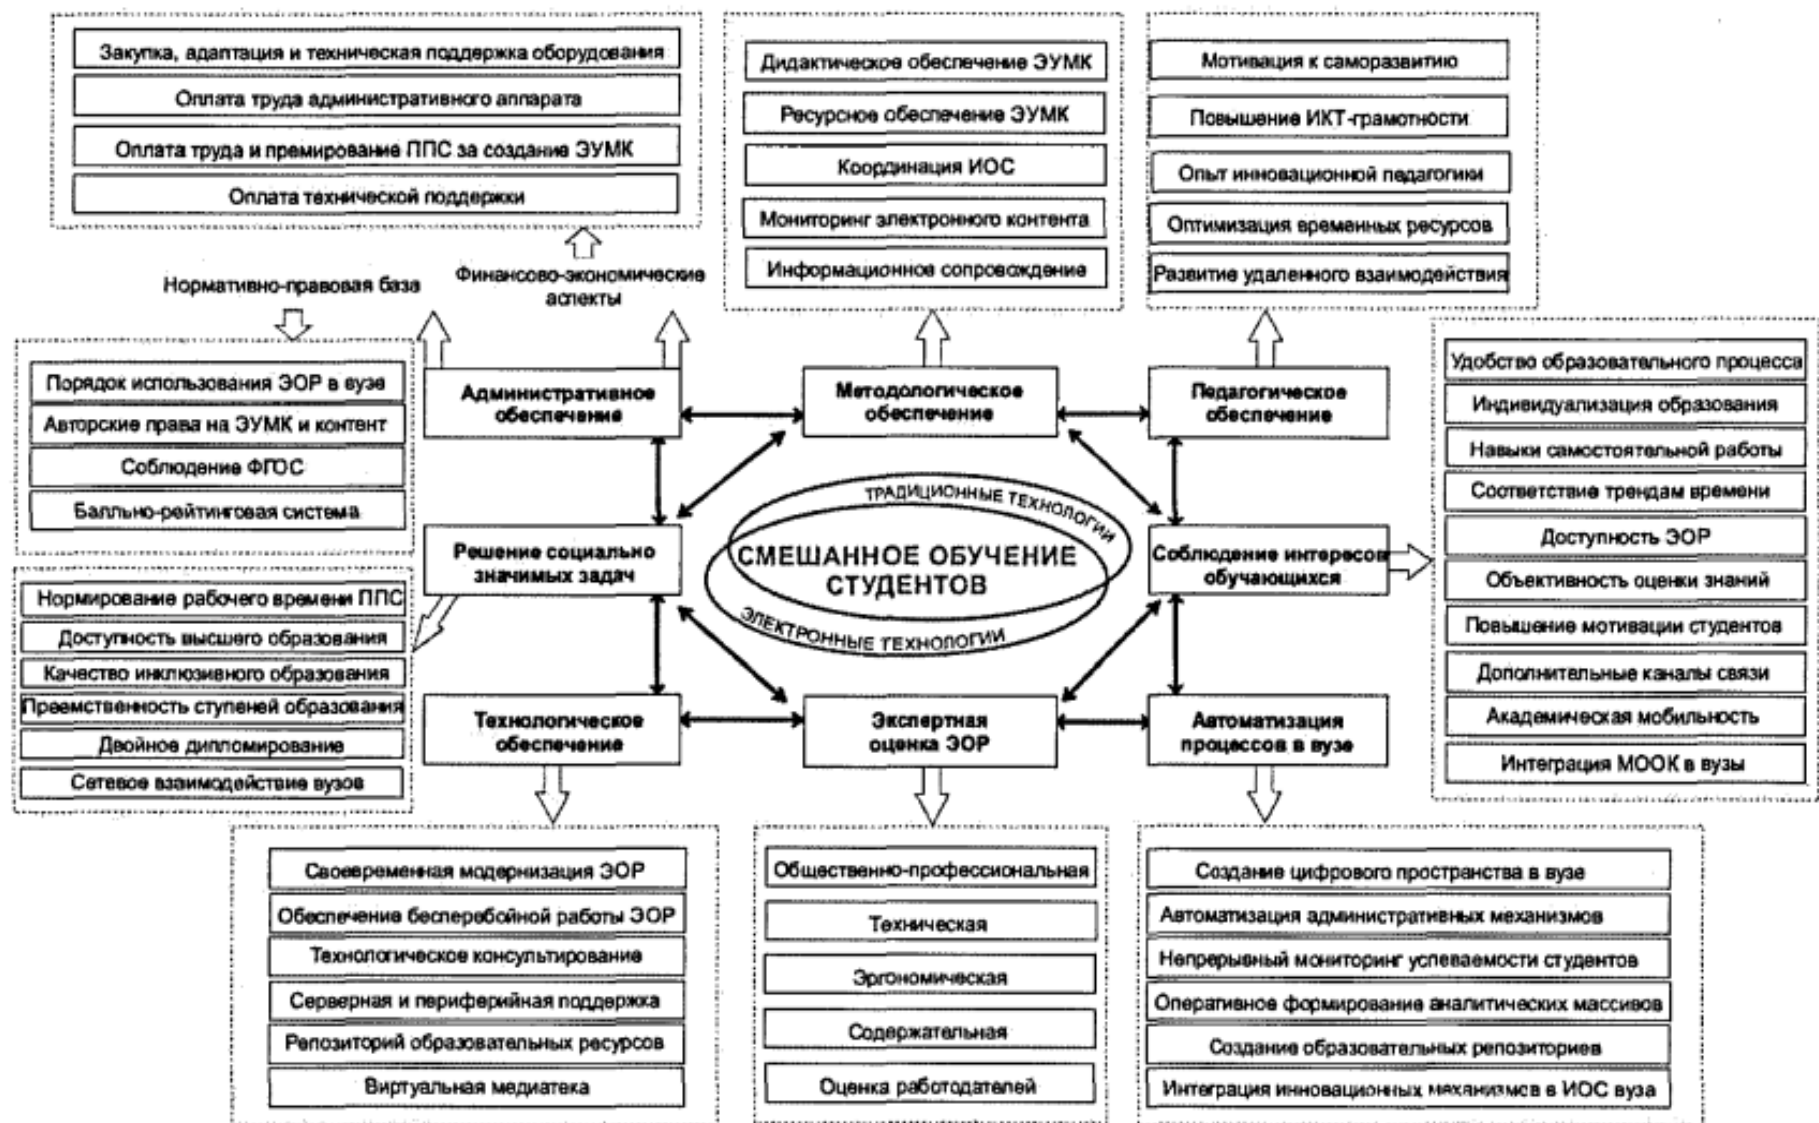 Закупка, адаптация и техническая поддержка оборудования
Оплата труда административного аппарата
Оплата труда и премирование ППС за создание ЭУМК
Оплата технической поддержки
Дидактическое обеспечение ЭУМК
Ресурсное обеспечение ЭУМК
Координация ИОС
Мониторинг электронного контента
Информационное сопровождение
Мотивация к саморазвитию
Повышение ИКТ-грамотности
Опыт инновационной педагогики
Оптимизация временных ресурсов
Развитие удаленного взаимодействия
Нормативно-правовая база
Финансово-экономические
аспекты
Порядок использования ЭОР в вузе
Авторские права на ЭУМК и контент
Соблюдение ФГОС
Балльно-рейтинговая система
Административное
обеспечение
Методологическое
обеспечение
Педагогическое
обеспечение
Удобство образовательного процесса
Индивидуализация образования
Навыки самостоятельной работы
Соответствие трендам времени
Доступность ЭОР
Объективность оценки знаний
Повышение мотивации студентов
Дополнительные каналы связи
Академическая мобильность
Интеграция МООК в вузы
Решение социально
значимых задач
ТРАДИЦИОННЫЕ ТЕХНОЛОГИИ
СМЕШАННОЕ ОБУЧЕНИЕ
СТУДЕНТОВ
ЭЛЕКТРОННЫЕ ТЕХНОЛОГИИ
Соблюдение интересов
обучающихся
Нормирование рабочего времени ППС
Доступность высшего образования
Качество инклюзивного образования
Преемственность ступеней образования
Двойное дипломирование
Сетевое взаимодействие вузов
Технологическое
обеспечение
Экспертная
оценка ЭОР
Автоматизация
процессов в вузе
Своевременная модернизация ЭОР
Обеспечение бесперебойной работы ЭОР
Технологическое консультирование
Серверная и периферийная поддержка
Репозиторий образовательных ресурсов
Виртуальная медиатека
Общественно-профессиональная
Техническая
Эргономическая
Содержательная
Оценка работодателей
Создание цифрового пространства в вузе
Автоматизация административных механизмов
Непрерывный мониторинг успеваемости студентов
Оперативное формирование аналитических массивов
Создание образовательных репозиториев
Интеграция инновационных механизмов в ИОС вуза